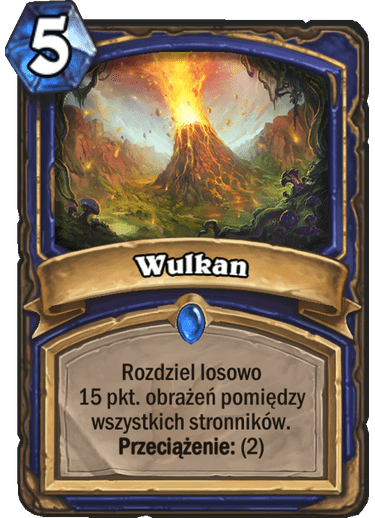 5
Wulkan
Rozdziel losowo
15 pkt. obrażeń pomiędzy
wszystkich stronników.
Przeciążenie: (2)